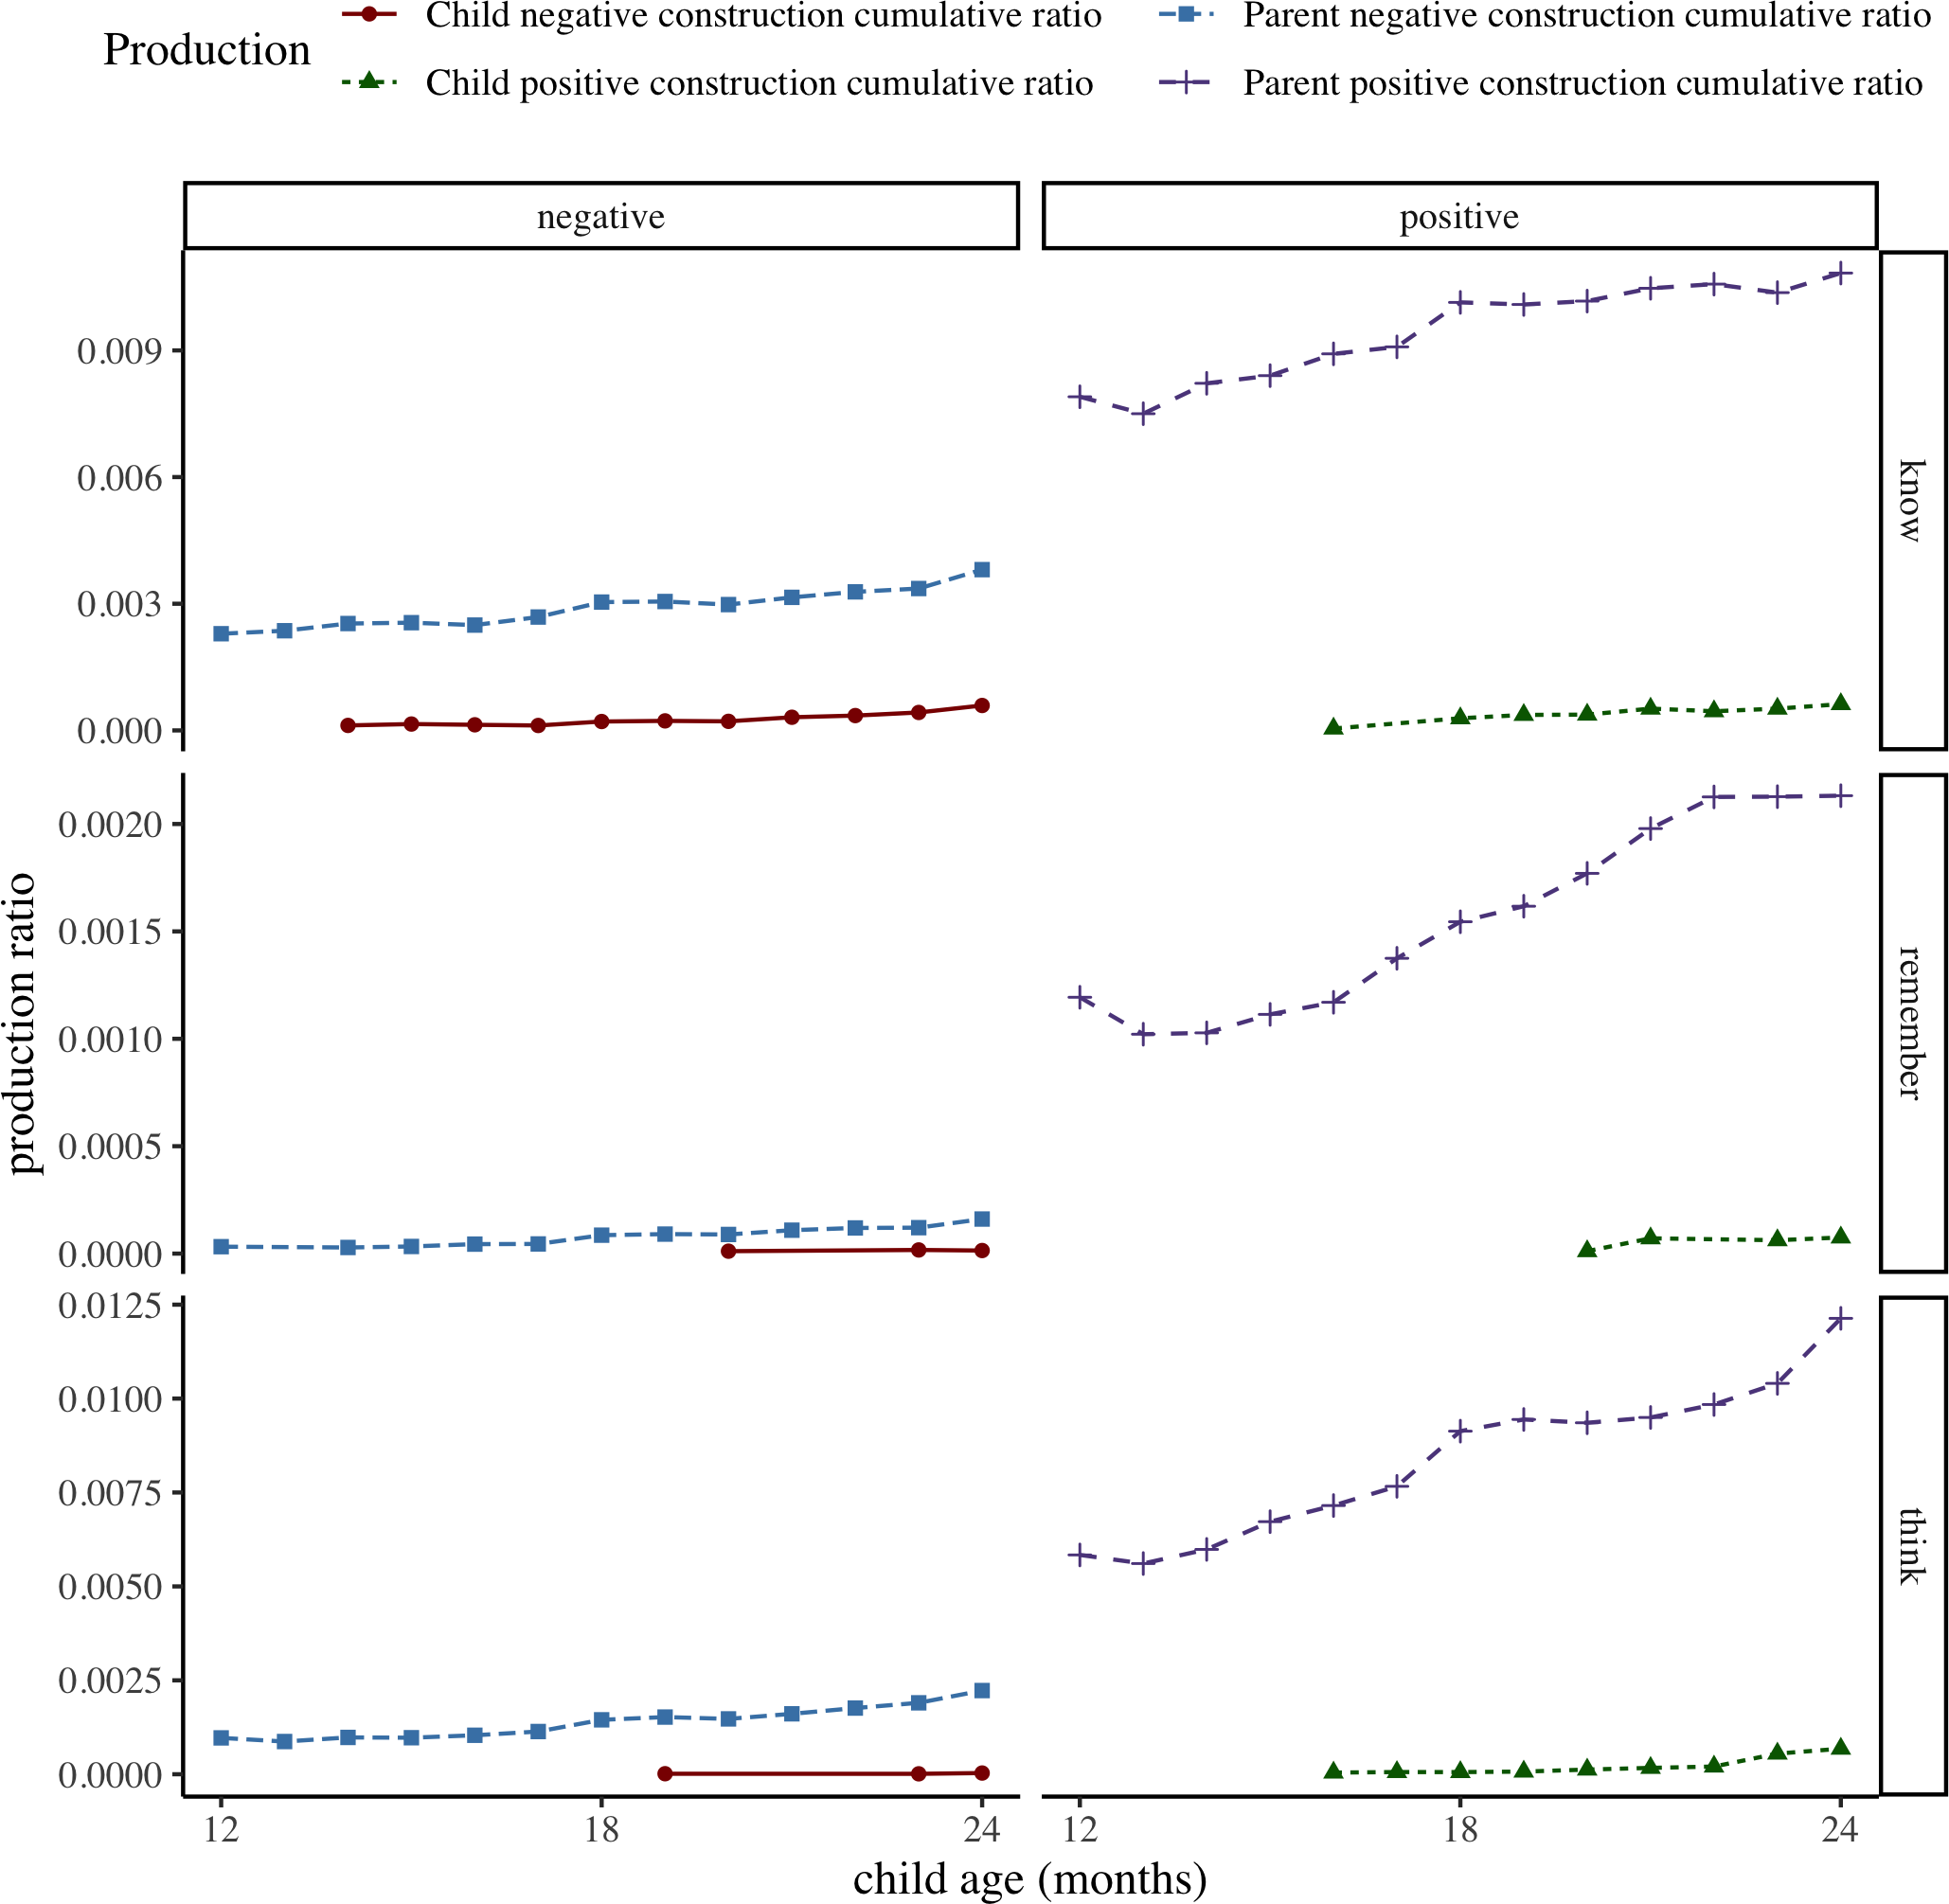 Production
Child negative construction cumulative ratio
Parent negative construction cumulative ratio
Child positive construction cumulative ratio
Parent positive construction cumulative ratio
negative
positive
0.009
0.006
0.003
0.000
know
0.0020
0.0015
0.0010
0.0005
0.0000
remember
0.0125
0.0100
0.0075
0.0050
0.0025
0.0000
think
production ratio
12 18 24
12 18 24
child age (months)